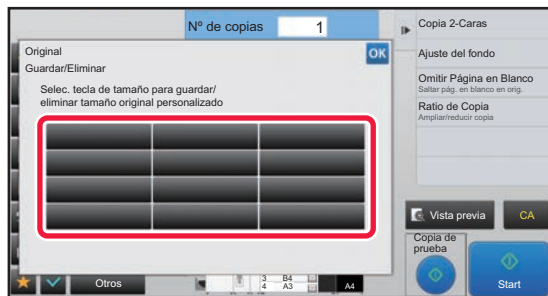 Nº de copias 1
Original
OK
Guardar/Eliminar
Selec. tecla de tamaño para guardar/
eliminar tamaño original personalizado
Copia 2-Caras
Ajuste del fondo
Omitir Página en Blanco
Saltar pág. en blanco en orig.
Ratio de Copia
Ampliar/reducir copia
Vista previa
CA
Copia de
prueba
Start
Otros
3 B4
4 A3
A4